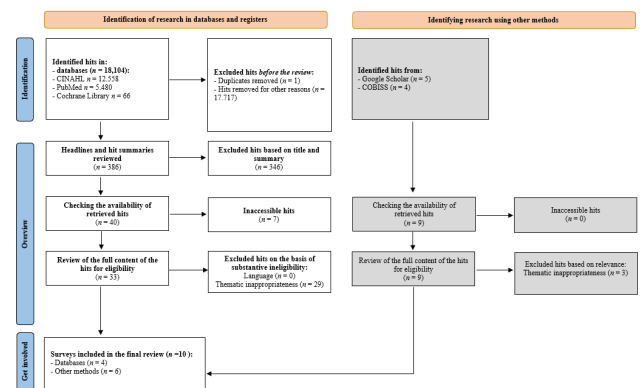 Identification of research in databases and registers
Identifying research using other methods
Identification
Identified hits in:
- databases (n = 18,104):
- CINAHL = 12.558
- PubMed = 5.480
- Cochrane Library = 66
Excluded hits before the review:
- Duplicates removed (n = 1)
- Hits removed for other reasons (n =
17.717)
Identified hits from:
- Google Scholar (n = 5)
- COBISS (n = 4)
Overview
Headlines and hit summaries
reviewed
(n = 386)
Excluded hits based on title and
summary
(n = 346)
Checking the availability of
retrieved hits
(n = 40)
Inaccessible hits
(n = 7)
Checking the availability of
retrieved hits
(n = 9)
Inaccessible hits
(n = 0)
Review of the full content of the
hits for eligibility
(n = 33)
Excluded hits on the basis of
substantive ineligibility:
Language (n = 0)
Thematic inappropriateness = 29)
Review of the full content of the hits
for eligibility
(n = 9)
Excluded hits based on relevance:
Thematic inappropriateness (n = 3)
Get involved
Surveys included in the final review (n =10 ):
- Databases (n = 4)
- Other methods (n = 6)